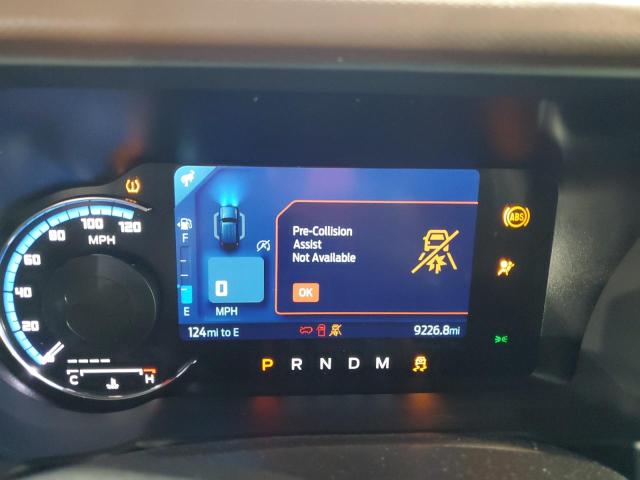 120
100
80
60
40
20
MPH
F
E
0
MPH
Pre-Collision
Assist
Not Available
OK
ABS
124mi to E
9226.8mi
P R N D M
C H